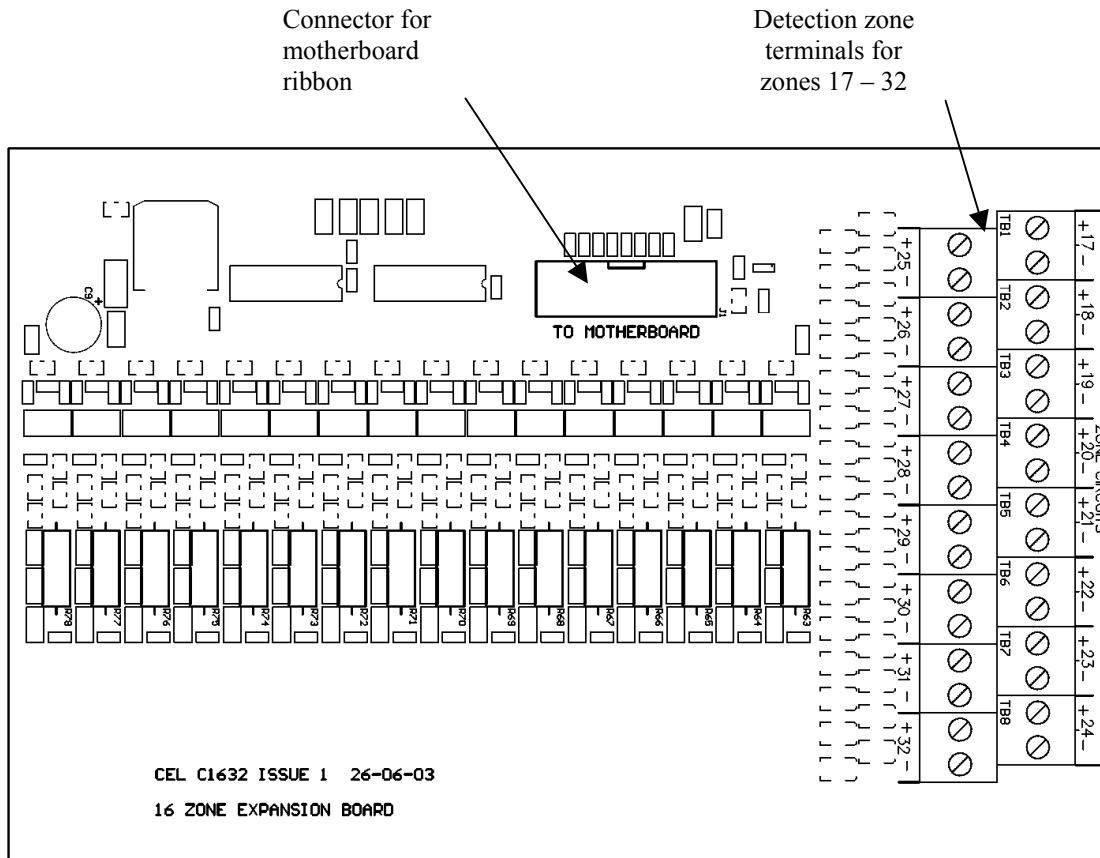 Connector for
motherboard
ribbon
Detection zone
terminals for
zones 17 – 32
C9
+
J1
TO MOTHERBOARD
TB1
TB2
TB3
TB4
TB5
TB6
TB7
TB8
+25-
+26-
+27-
+28-
+29-
+30-
+31-
+32-
+17-
+18-
+19-
+20-
+21-
+22-
+23-
+24-
ZONE CIRCUITS
R78
R77
R76
R75
R74
R73
R72
R71
R70
R69
R68
R67
R66
R65
R64
R63
CEL C1632 ISSUE 1 26-06-03
16 ZONE EXPANSION BOARD